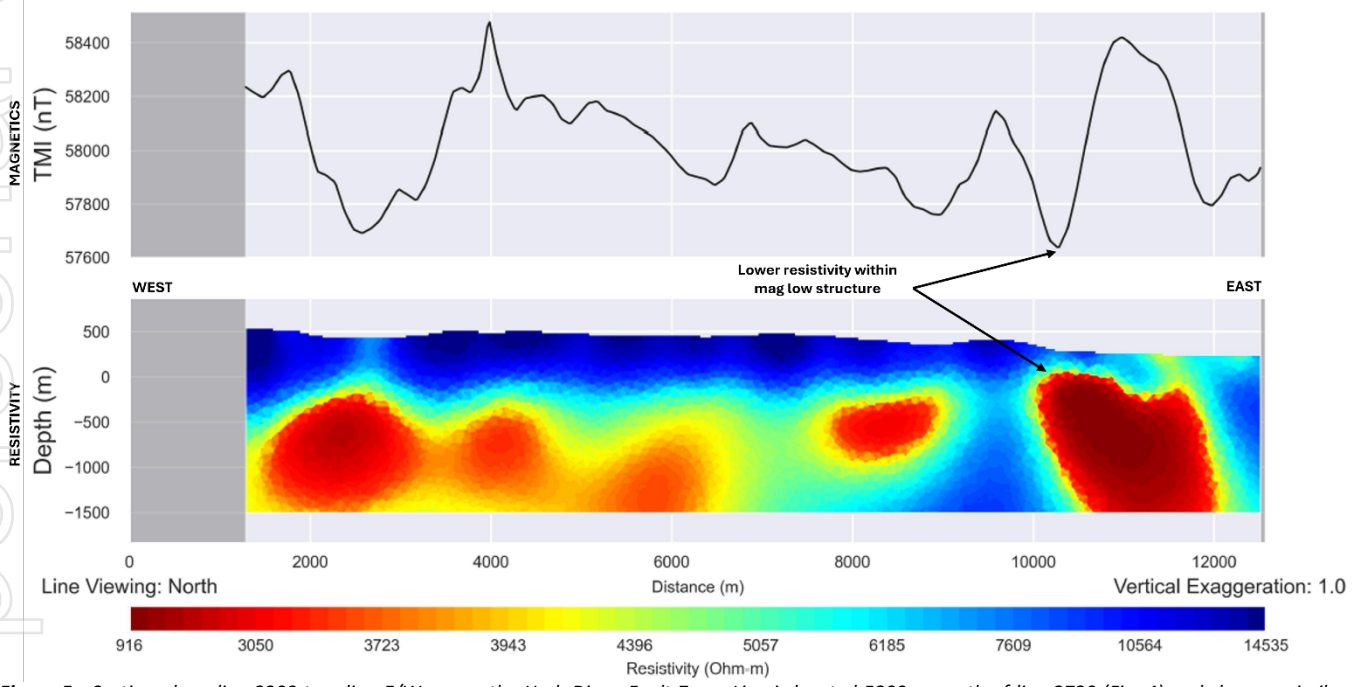 58400
58200
58000
57800
57600
MAGNETICS
TMI (nT)
Lower resistivity within
mag low structure
WEST
EAST
500
0
−500
−1000
−1500
RESISTIVITY
Depth (m)
0 2000 4000 6000 8000 10000 12000
Line Viewing: North
Distance (m)
Vertical Exaggeration: 1.0
916 3050 3723 3943 4396 5057 6185 7609 10564 14535
Resistivity (Ohm-m)